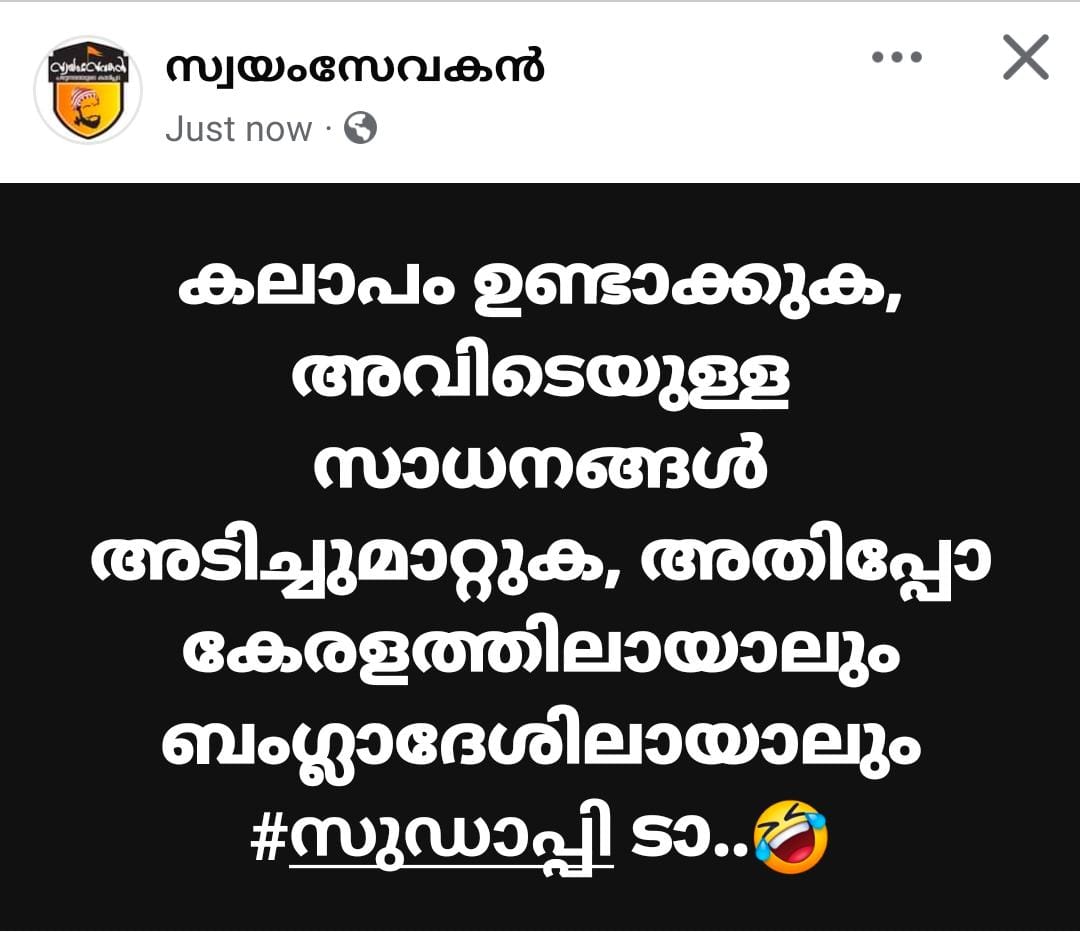 സ്വയംസേവകൻ
Just now ·
കലാപം ഉണ്ടാക്കുക,
അവിടെയുള്ള
സാധനങ്ങൾ
അടിച്ചുമാറ്റുക, അതിപ്പോ
കേരളത്തിലായാലും
ബംഗ്ലാദേശിലായാലും
#സുഡാപ്പി ടാ..🤣